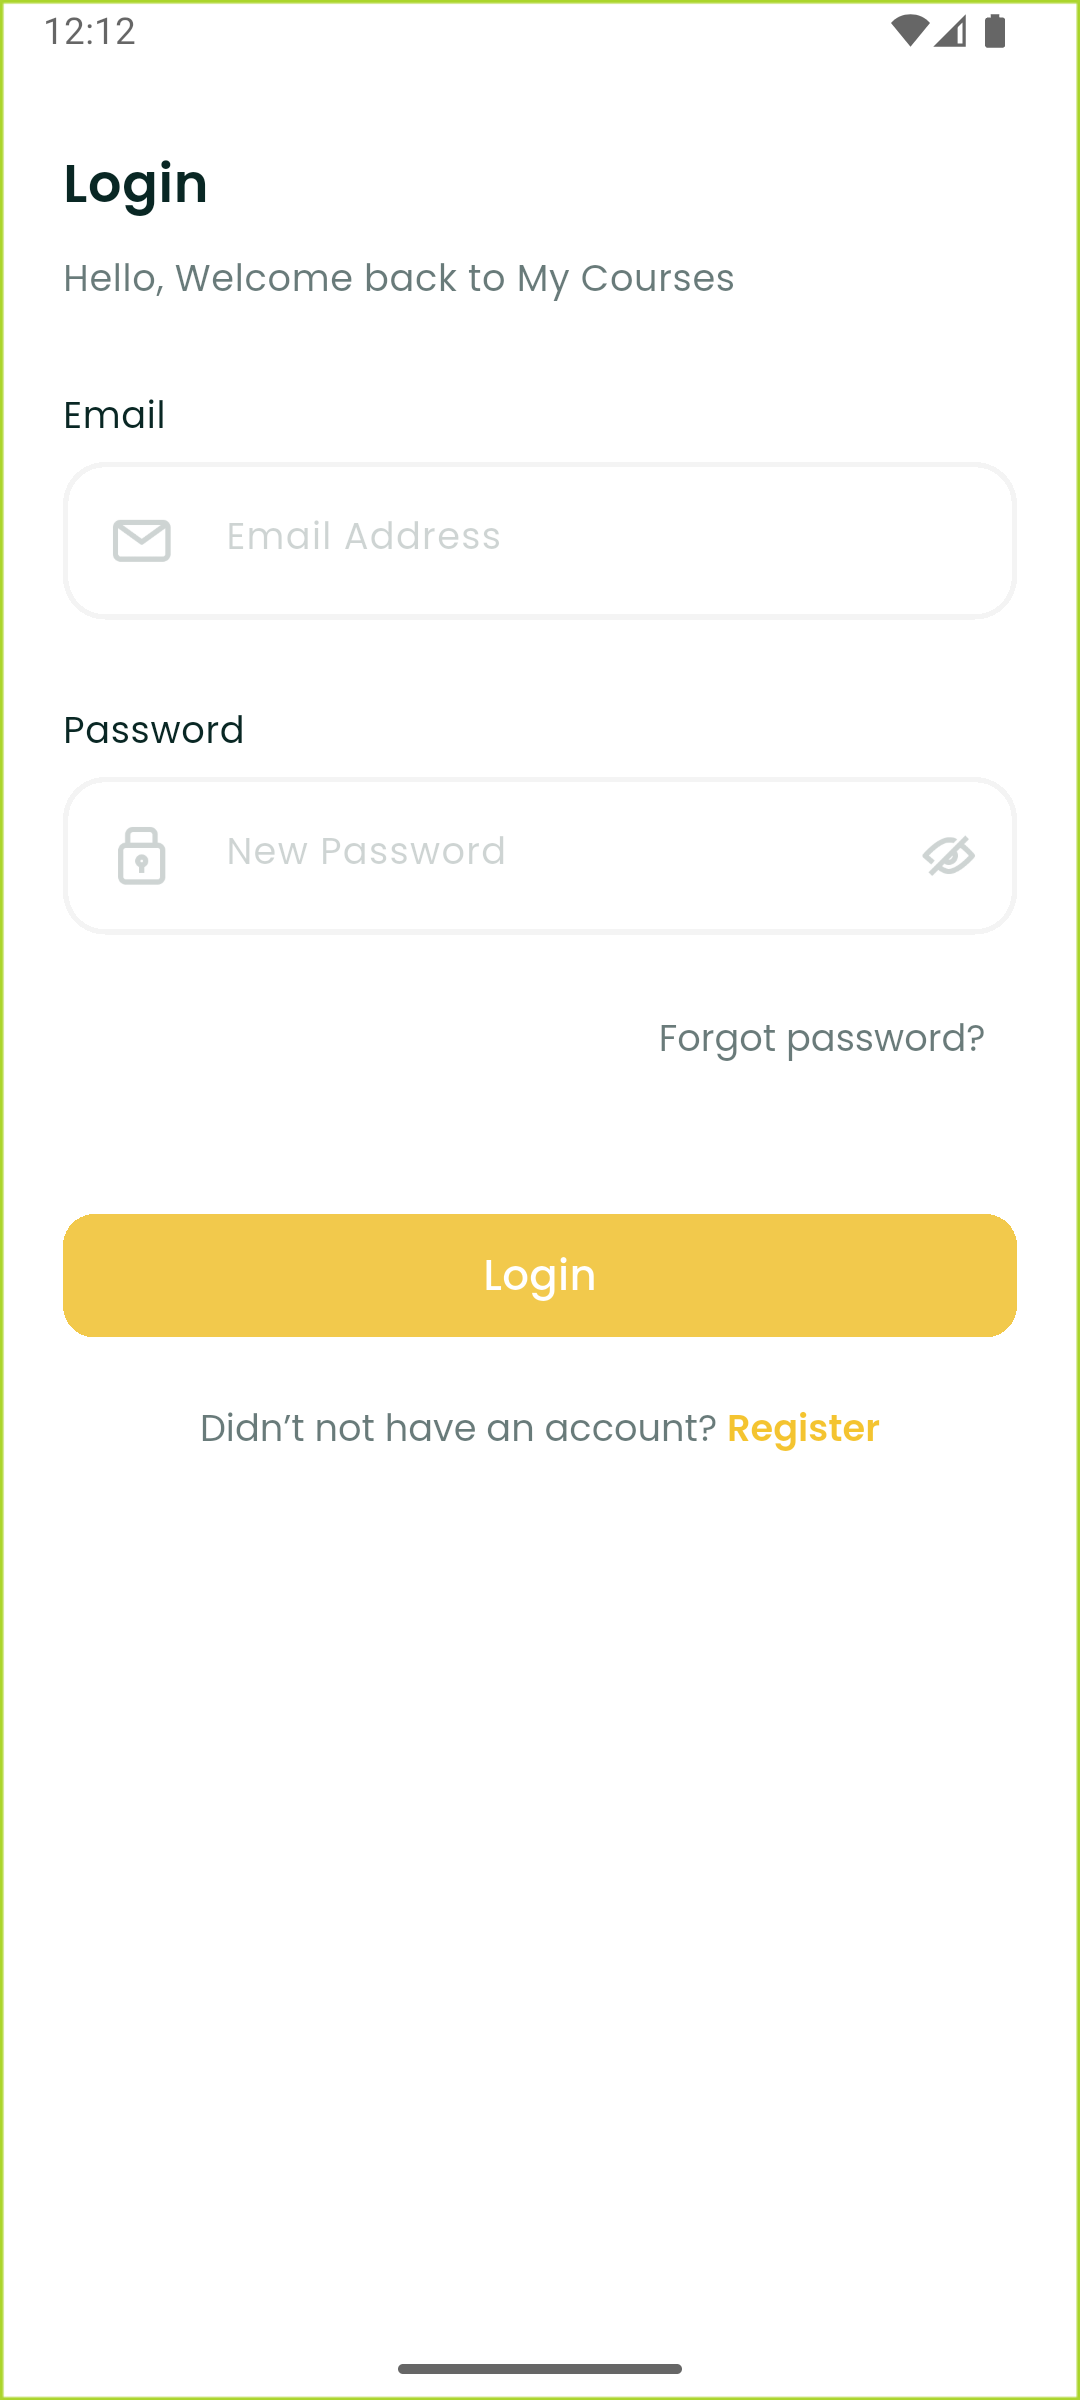 12:12
Login
Hello, Welcome back to My Courses
Email
Email Address
Password
New Password
Forgot password?
Login
Didn’t not have an account? Register